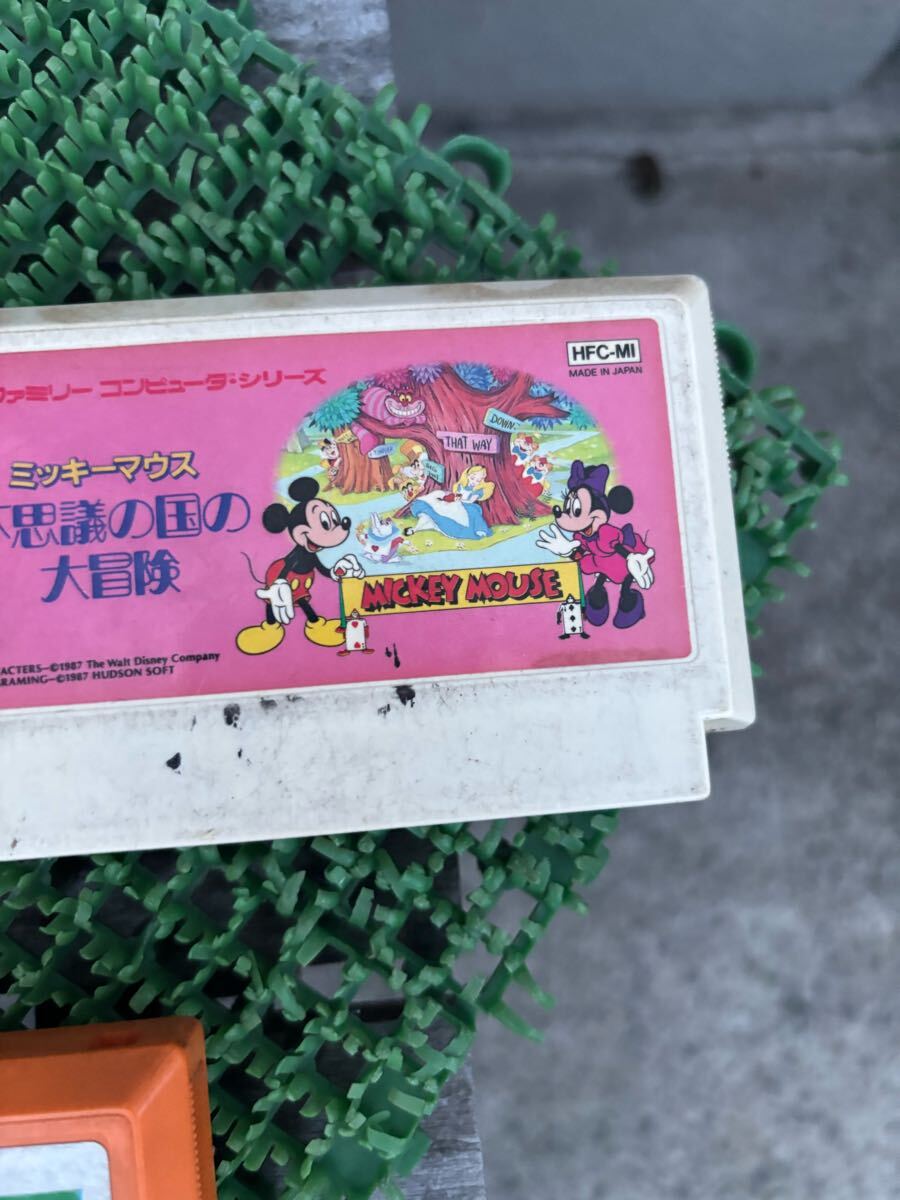 HFC-MI
MADE IN JAPAN
ファミリー コンピュータ・シリーズ
ミッキーマウス
不思議の国の
大冒険
DOWN
THAT WAY
BACK
MICKEY MOUSE
ACTERS—©1987 The Walt Disney Company
RAMING—©1987 HUDSON SOFT